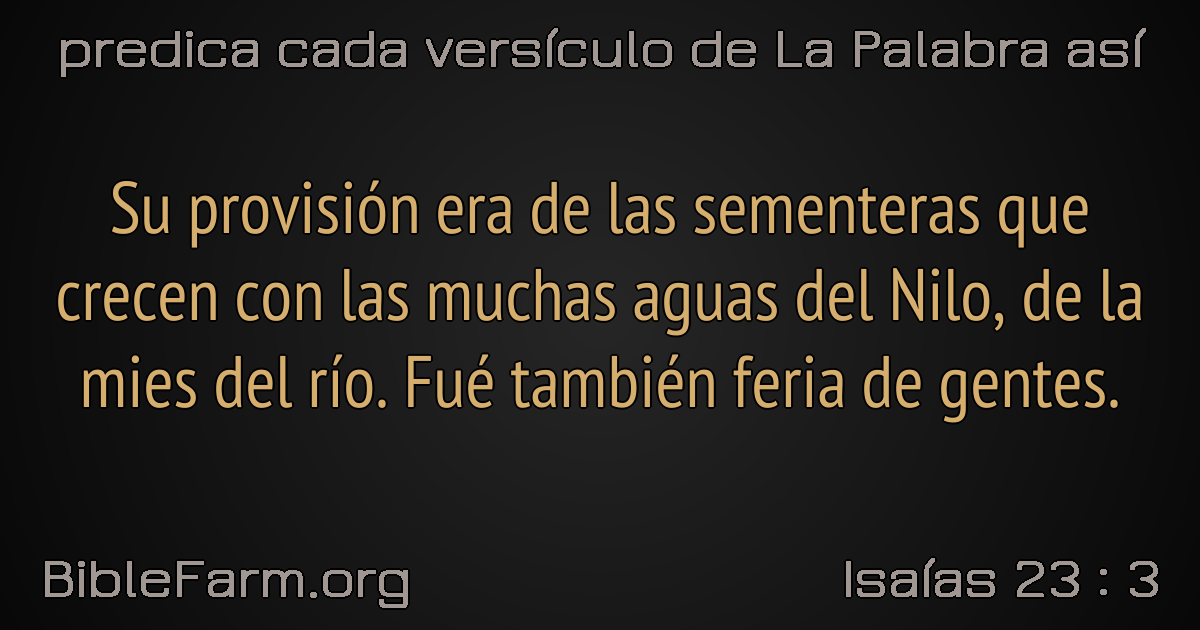 predica cada versículo de La Palabra así
Su provisión era de las sementeras que
crecen con las muchas aguas del Nilo, de la
mies del río. Fué también feria de gentes.
BibleFarm.org
Isaías 23 : 3